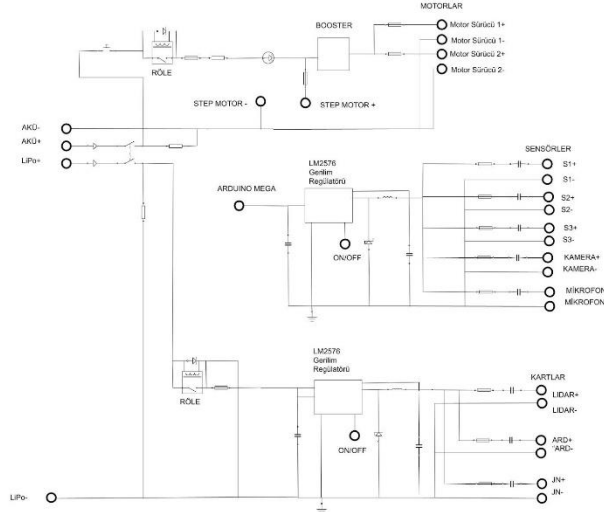 MOTORLAR
BOOSTER
Motor Sürücü 1+
Motor Sürücü 1-
Motor Sürücü 2+
Motor Sürücü 2-
RÖLE
STEP MOTOR -
STEP MOTOR +
AKÜ-
AKÜ+
LiPo+
LM2576
Gerilim
Regülatörü
SENSÖRLER
S1+
S1-
S2+
S2-
S3+
S3-
KAMERA+
KAMERA-
MİKROFON
MİKROFON
ARDUINO MEGA
ON/OFF
LM2576
Gerilim
Regülatörü
RÖLE
KARTLAR
LIDAR+
LIDAR-
ARD+
"ARD-
ON/OFF
JN+
JN-
LiPo-